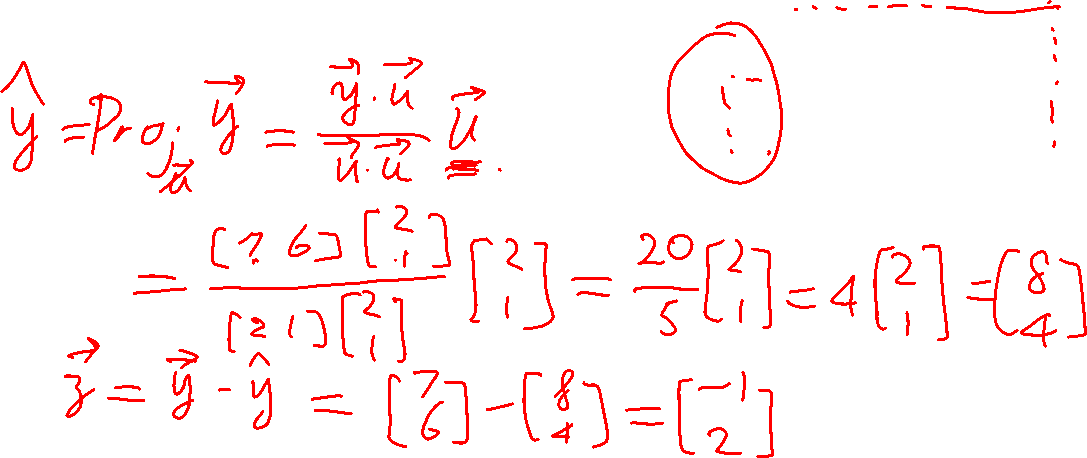 ŷ = Proj_u⃗ y⃗ = (y⃗ · u⃗)/(u⃗ · u⃗) u⃗.
= ([7 6] [2 1])/([2 1] [2 1]) [2 1] = 20/5 [2 1] = 4 [2 1] = [8 4]
z⃗ = y⃗ - ŷ = [7 6] - [8 4] = [-1 2]